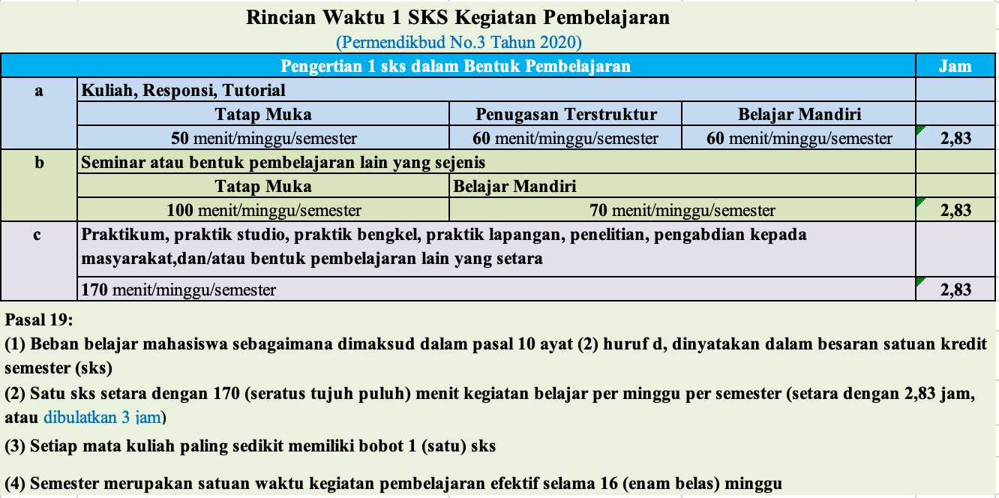 Rincian Waktu 1 SKS Kegiatan Pembelajaran
(Permendikbud No.3 Tahun 2020)
Pengertian 1 sks dalam Bentuk Pembelajaran Jam
a Kuliah, Responsi, Tutorial
Tatap Muka Penugasan Terstruktur Belajar Mandiri
50 menit/minggu/semester 60 menit/minggu/semester 60 menit/minggu/semester 2,83
b Seminar atau bentuk pembelajaran lain yang sejenis
Tatap Muka Belajar Mandiri
100 menit/minggu/semester 70 menit/minggu/semester 2,83
c Praktikum, praktik studio, praktik bengkel, praktik lapangan, penelitian, pengabdian kepada
masyarakat,dan/atau bentuk pembelajaran lain yang setara
170 menit/minggu/semester 2,83
Pasal 19:
(1) Beban belajar mahasiswa sebagaimana dimaksud dalam pasal 10 ayat (2) huruf d, dinyatakan dalam besaran satuan kredit
semester (sks)
(2) Satu sks setara dengan 170 (seratus tujuh puluh) menit kegiatan belajar per minggu per semester (setara dengan 2,83 jam,
atau dibulatkan 3 jam)
(3) Setiap mata kuliah paling sedikit memiliki bobot 1 (satu) sks
(4) Semester merupakan satuan waktu kegiatan pembelajaran efektif selama 16 (enam belas) minggu